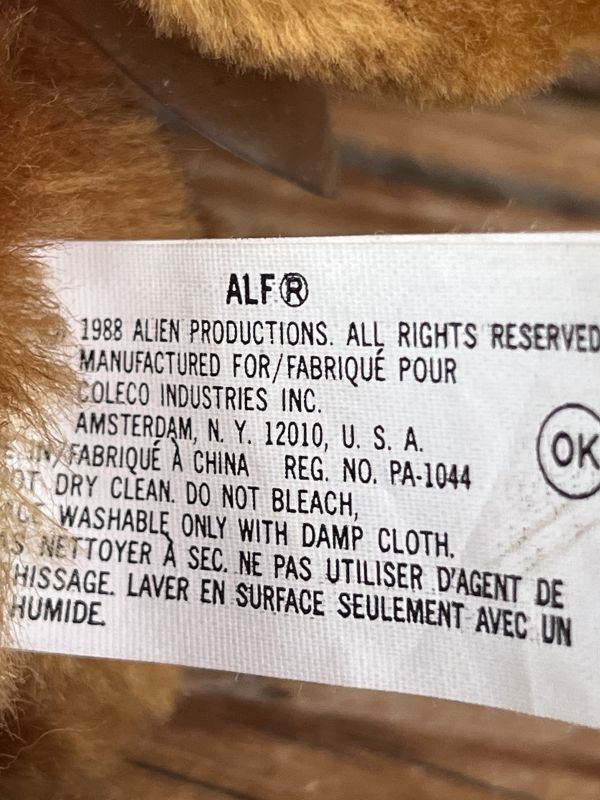 ALF®
1988 ALIEN PRODUCTIONS. ALL RIGHTS RESERVED
MANUFACTURED FOR/FABRIQUÉ POUR
COLECO INDUSTRIES INC.
AMSTERDAM, N. Y. 12010, U. S. A.
OK
IN/FABRIQUÉ À CHINA REG. NO. PA-1044
DRY CLEAN. DO NOT BLEACH,
WASHABLE ONLY WITH DAMP CLOTH.
NETTOYER À SEC. NE PAS UTILISER D'AGENT DE
HISSAGE. LAVER EN SURFACE SEULEMENT AVEC UN
HUMIDE.